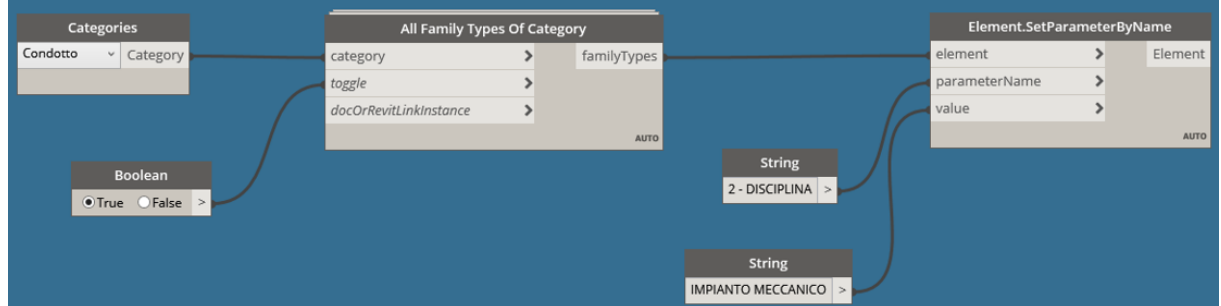 Categories
Condotto Category
All Family Types Of Category
category > familyTypes
toggle >
docOrRevitLinkInstance >
AUTO
Boolean
True False >
Element.SetParameterByName
element > Element
parameterName >
value >
AUTO
String
2 - DISCIPLINA >
String
IMPIANTO MECCANICO >